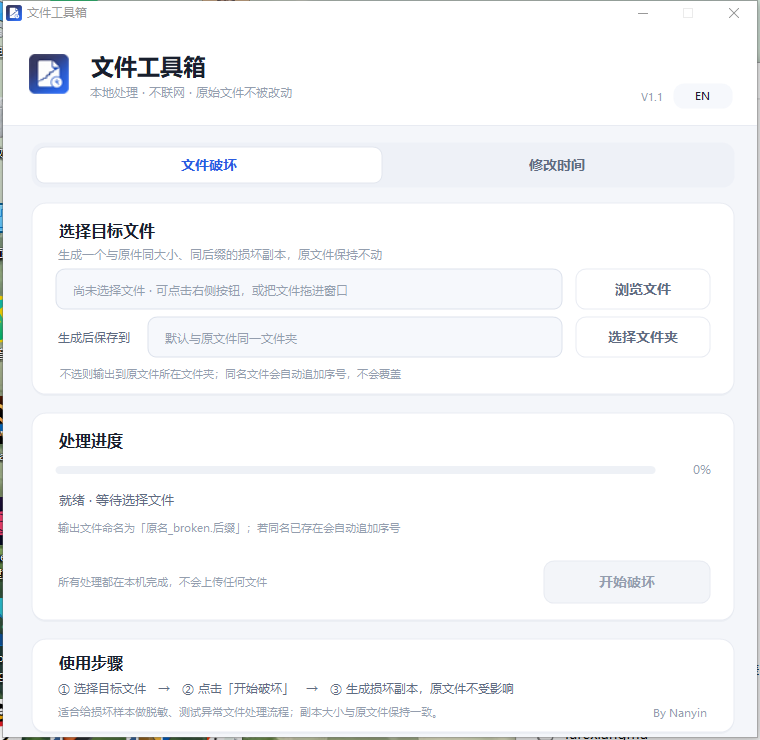 文件工具箱
文件工具箱
本地处理 · 不联网 · 原始文件不被改动
V1.1
EN
文件破坏
修改时间
选择目标文件
生成一个与原件同大小、同后缀的损坏副本，原文件保持不动
尚未选择文件 · 可点击右侧按钮，或把文件拖进窗口
浏览文件
生成后保存到
默认与原文件同一文件夹
选择文件夹
不选则输出到原文件所在文件夹；同名文件会自动追加序号，不会覆盖
处理进度
0%
就绪 · 等待选择文件
输出文件命名为「原名_broken.后缀」；若同名已存在会自动追加序号
所有处理都在本机完成，不会上传任何文件
开始破坏
使用步骤
① 选择目标文件 → ② 点击「开始破坏」 → ③ 生成损坏副本，原文件不受影响
适合给损坏样本做脱敏、测试异常文件处理流程；副本大小与原文件保持一致。
By Nanyin